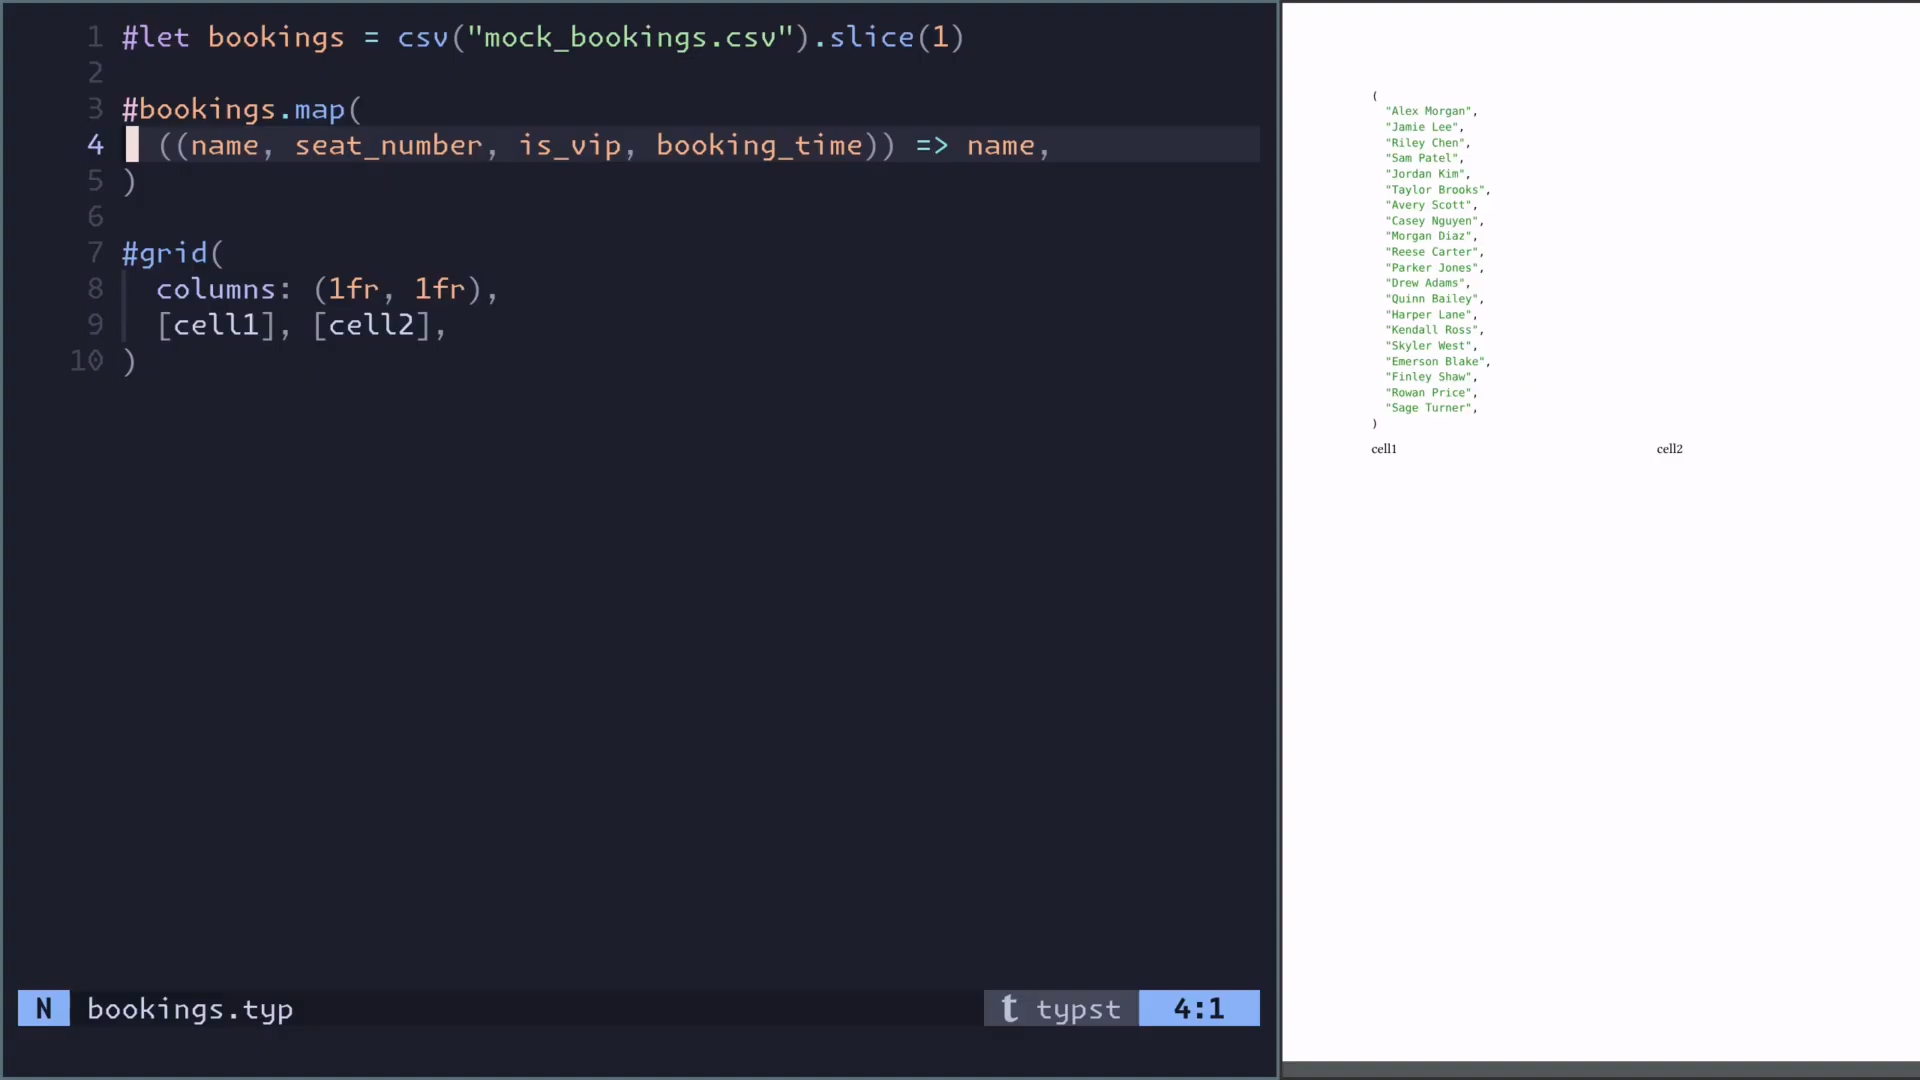 1 #let bookings = csv("mock_bookings.csv").slice(1)
2
3 #bookings.map(
4 ((name, seat_number, is_vip, booking_time)) => name,
5 )
6
7 #grid(
8 columns: (1fr, 1fr),
9 [cell1], [cell2],
10 )
N bookings.typ t typst 4:1
(
"Alex Morgan",
"Jamie Lee",
"Riley Chen",
"Sam Patel",
"Jordan Kim",
"Taylor Brooks",
"Avery Scott",
"Casey Nguyen",
"Morgan Diaz",
"Reese Carter",
"Parker Jones",
"Drew Adams",
"Quinn Bailey",
"Harper Lane",
"Kendall Ross",
"Skyler West",
"Emerson Blake",
"Finley Shaw",
"Rowan Price",
"Sage Turner",
)
cell1 cell2